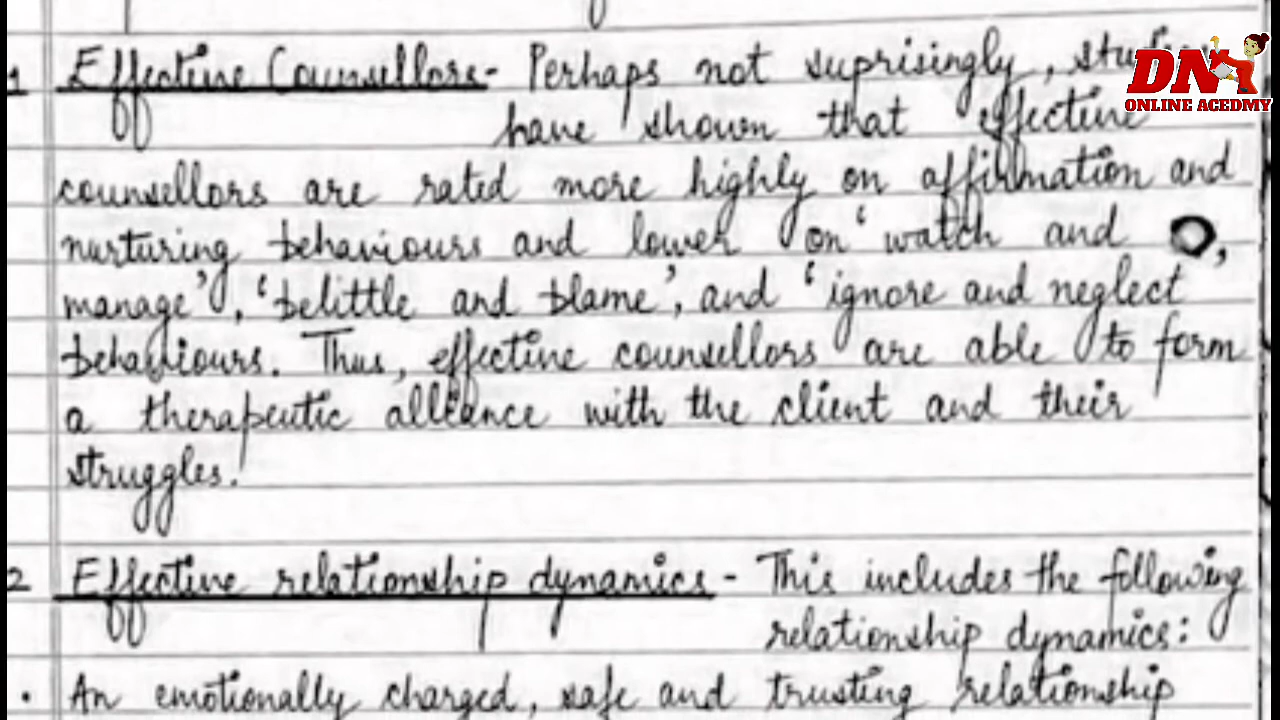 1 Effective Counsellors- Perhaps not suprisingly,
have shown that effective
counsellors are rated more highly on affirmation and
nurturing behaviours and lower on 'watch and
manage', 'belittle and blame', and 'ignore and neglect
behaviours. Thus, effective counsellors are able to form
a therapeutic alleance with the client and their
struggles.
2 Effective relationship dynamics - This includes the following
relationship dynamics:
• An emotionally charged, safe and trusting relationship
DNA
ONLINE ACEDMY